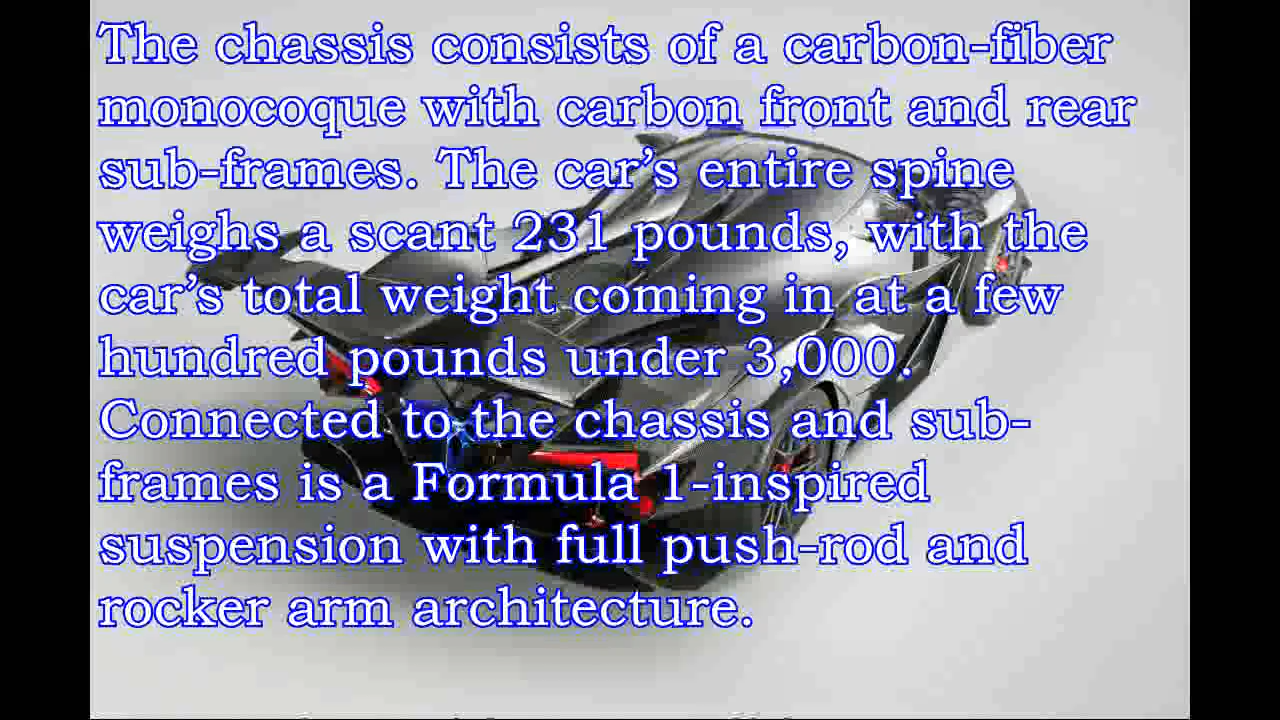 The chassis consists of a carbon-fiber
monocoque with carbon front and rear
sub-frames. The car’s entire spine
weighs a scant 231 pounds, with the
car’s total weight coming in at a few
hundred pounds under 3,000.
Connected to the chassis and sub-
frames is a Formula 1-inspired
suspension with full push-rod and
rocker arm architecture.